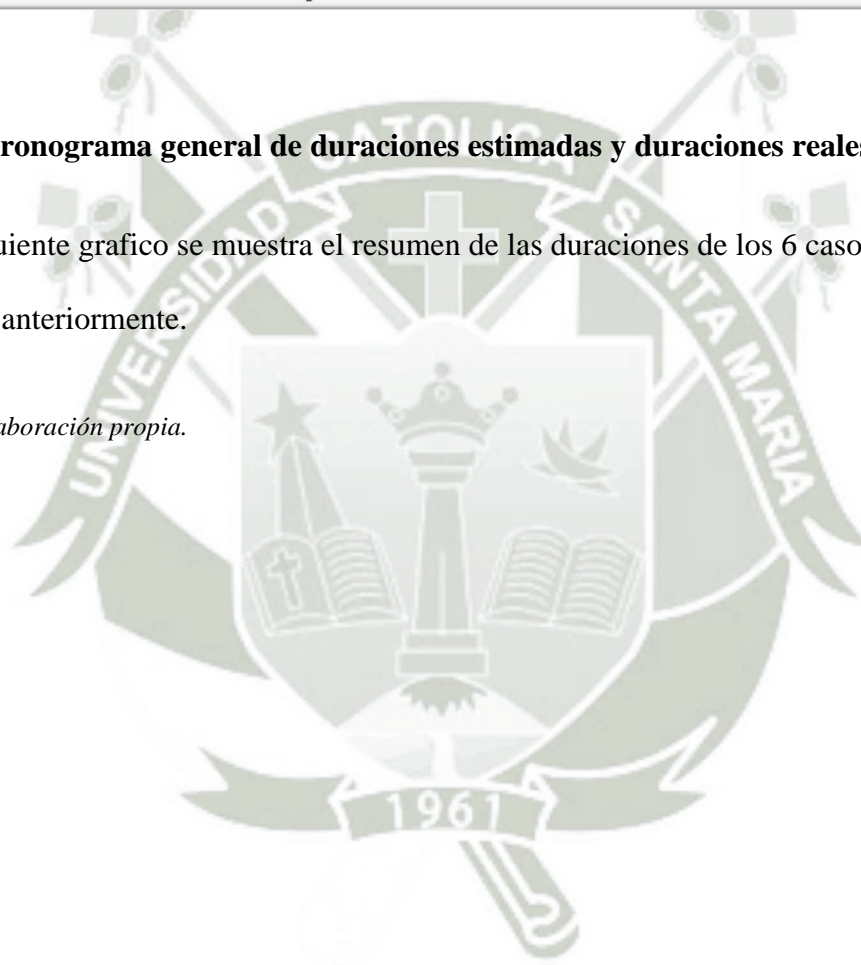 ronograma general de duraciones estimadas y duraciones reales
uiente grafico se muestra el resumen de las duraciones de los 6 caso
anteriormente.
aboración propia.
UNIVERSIDAD CATOLICA SANTA MARIA
1961